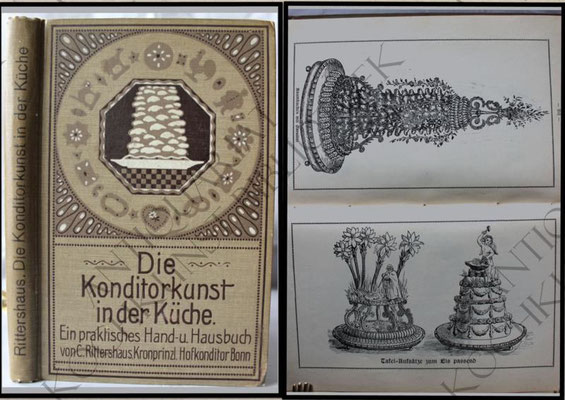 Rittershaus. Die Konditorkunst in der Küche
Die
Konditorkunst
in der Küche.
Ein praktisches Hand- u. Hausbuch
von C. Rittershaus, Kronprinzl. Hofkonditor Bonn
Tafel-Aufsätze zum Eis passend